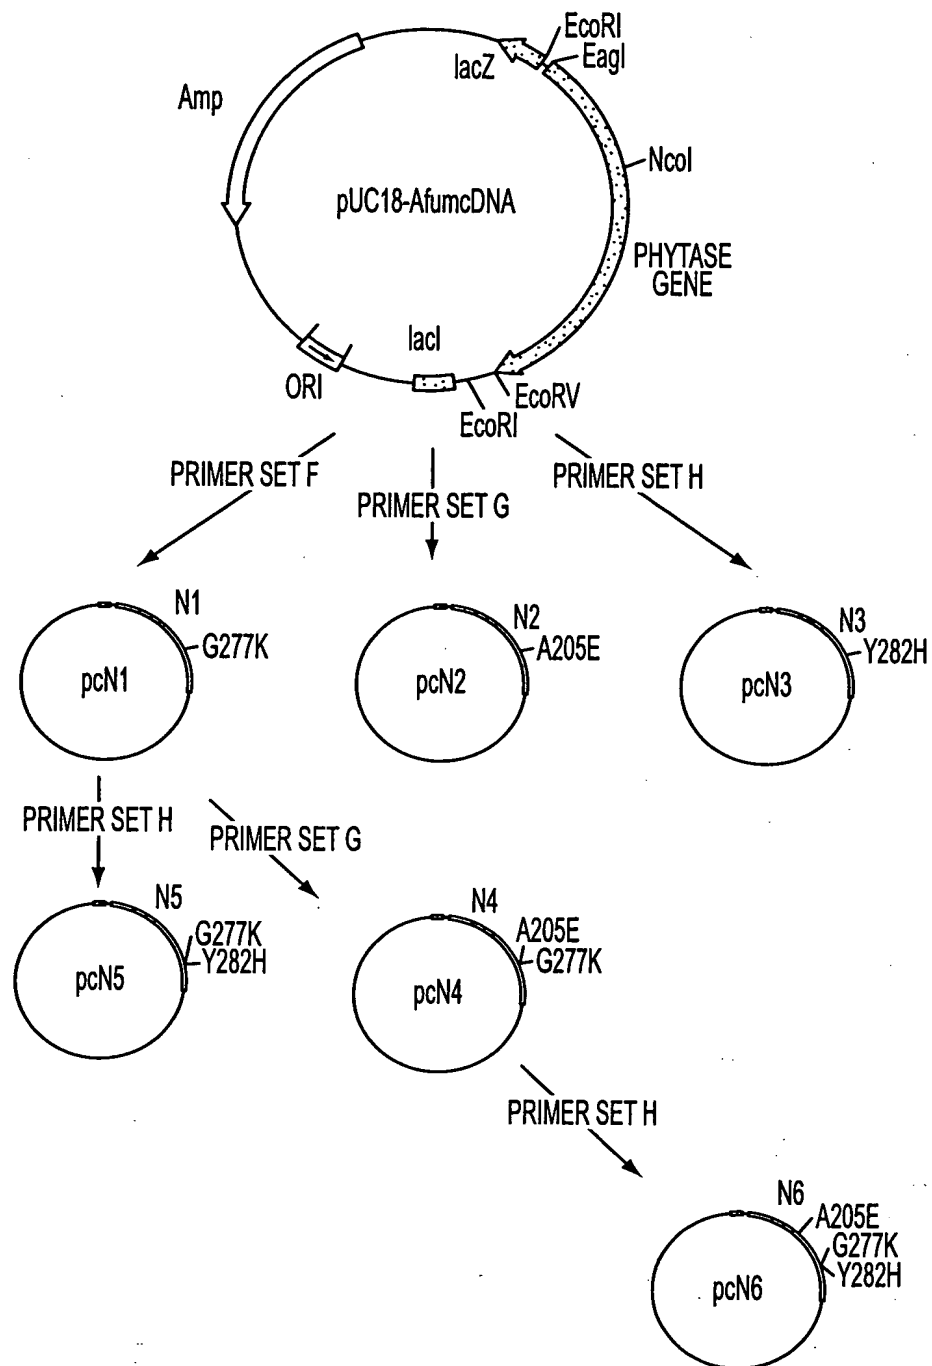 EcoRI
lacZ
EagI
Amp
NcoI
pUC18-AfumcDNA
PHYTASE
GENE
lacI
ORI
EcoRV
EcoRI
PRIMER SET F
PRIMER SET G
PRIMER SET H
N1
G277K
pcN1
N2
A205E
pcN2
N3
Y282H
pcN3
PRIMER SET H
PRIMER SET G
N5
G277K
Y282H
pcN5
N4
A205E
G277K
pcN4
PRIMER SET H
N6
A205E
G277K
Y282H
pcN6